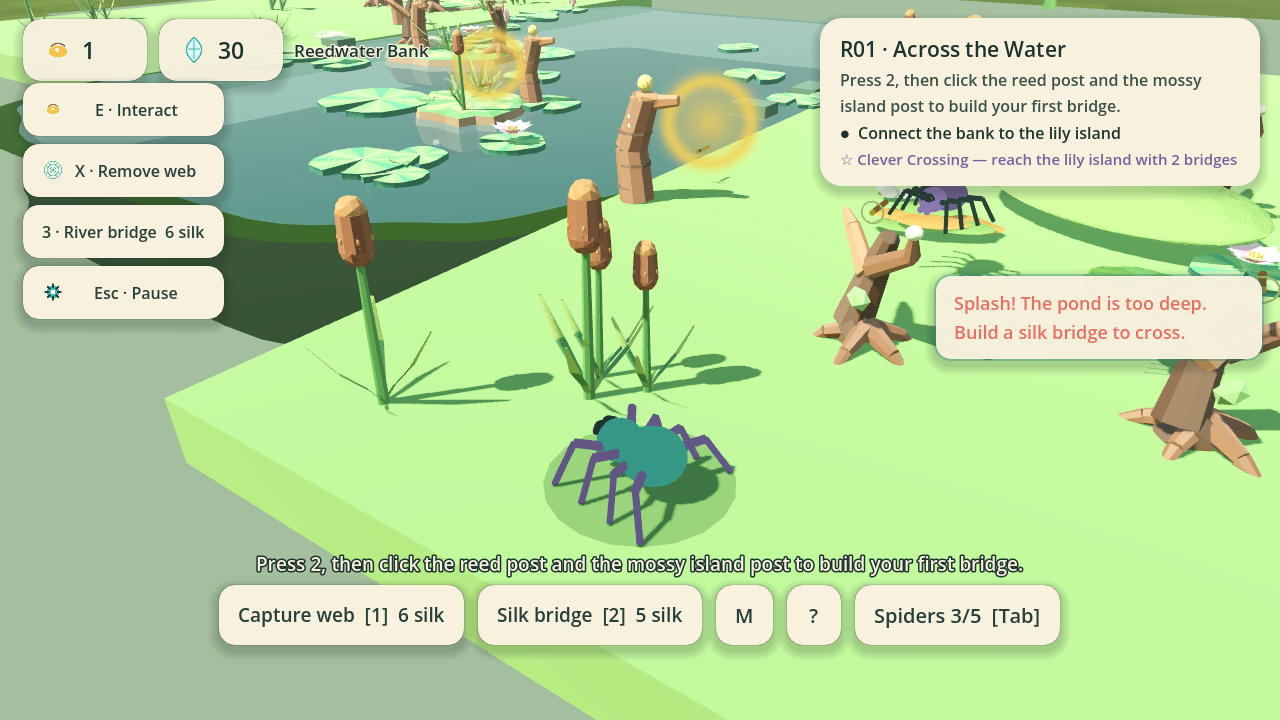 1
30
Reedwater Bank
E · Interact
X · Remove web
3 · River bridge 6 silk
Esc · Pause
R01 · Across the Water
Press 2, then click the reed post and the mossy
island post to build your first bridge.
● Connect the bank to the lily island
☆ Clever Crossing — reach the lily island with 2 bridges
Splash! The pond is too deep.
Build a silk bridge to cross.
Press 2, then click the reed post and the mossy island post to build your first bridge.
Capture web [1] 6 silk
Silk bridge [2] 5 silk
M
?
Spiders 3/5 [Tab]